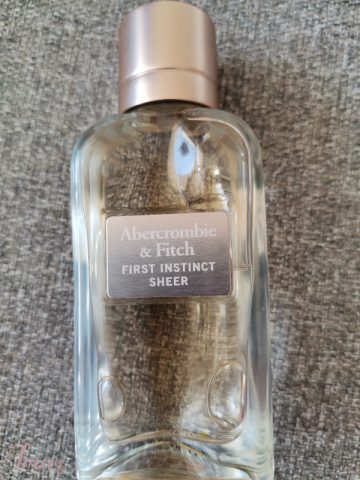 Abercrombie
& Fitch
FIRST INSTINCT
SHEER